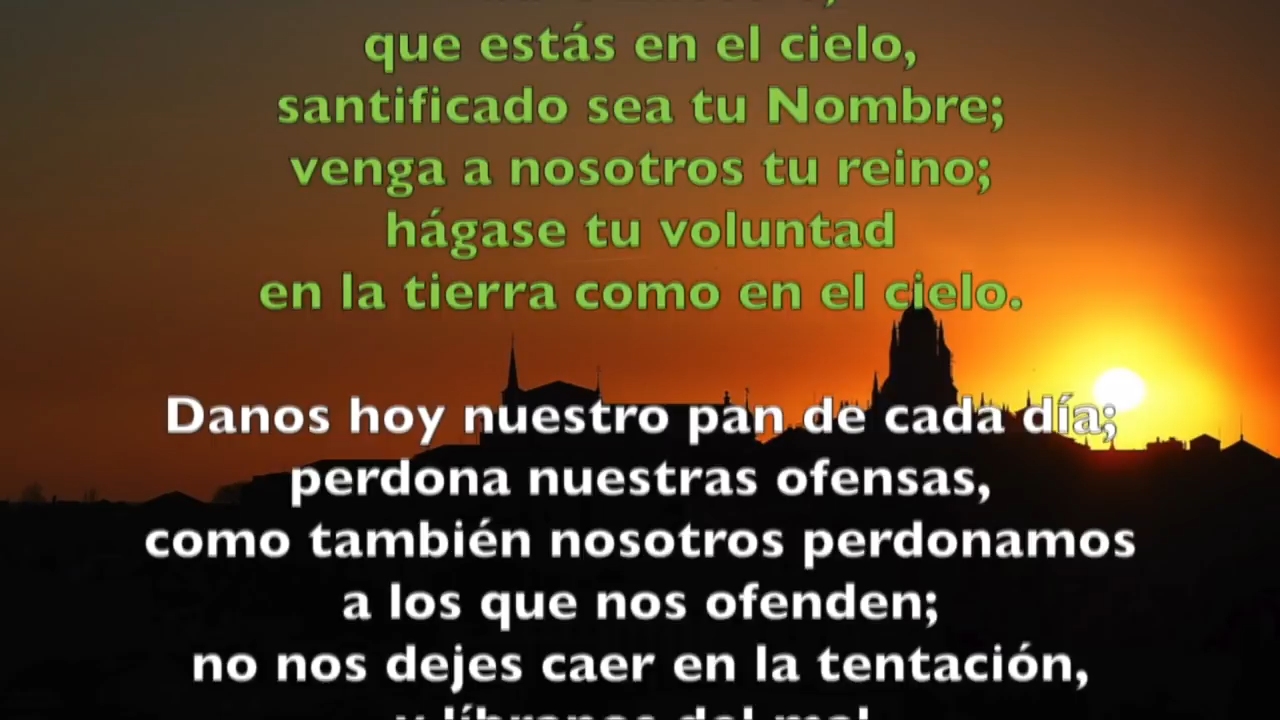 que estás en el cielo,
santificado sea tu Nombre;
venga a nosotros tu reino;
hágase tu voluntad
en la tierra como en el cielo.
Danos hoy nuestro pan de cada día;
perdona nuestras ofensas,
como también nosotros perdonamos
a los que nos ofenden;
no nos dejes caer en la tentación,
y líbranos del mal